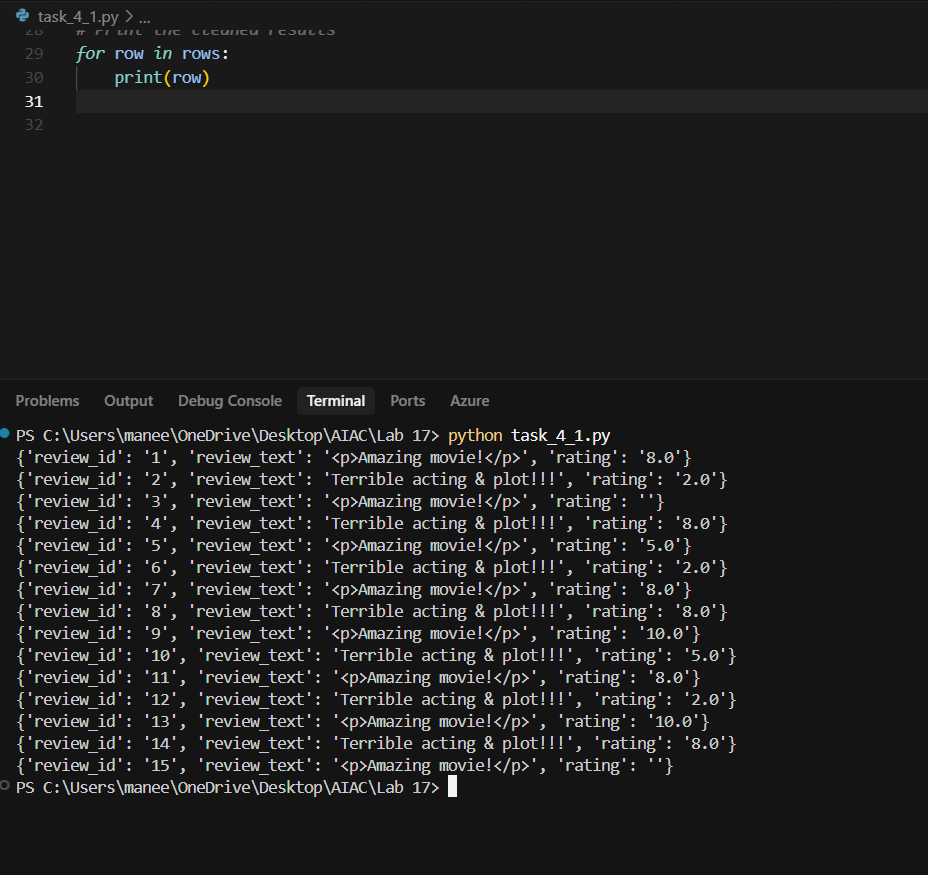 task_4_1.py > ...
28 # Print the cleaned results
29 for row in rows:
30     print(row)
31
32
Problems Output Debug Console Terminal Ports Azure
PS C:\Users\manee\OneDrive\Desktop\AIAC\Lab 17> python task_4_1.py
{'review_id': '1', 'review_text': '<p>Amazing movie!</p>', 'rating': '8.0'}
{'review_id': '2', 'review_text': 'Terrible acting & plot!!!', 'rating': '2.0'}
{'review_id': '3', 'review_text': '<p>Amazing movie!</p>', 'rating': ''}
{'review_id': '4', 'review_text': 'Terrible acting & plot!!!', 'rating': '8.0'}
{'review_id': '5', 'review_text': '<p>Amazing movie!</p>', 'rating': '5.0'}
{'review_id': '6', 'review_text': 'Terrible acting & plot!!!', 'rating': '2.0'}
{'review_id': '7', 'review_text': '<p>Amazing movie!</p>', 'rating': '8.0'}
{'review_id': '8', 'review_text': 'Terrible acting & plot!!!', 'rating': '8.0'}
{'review_id': '9', 'review_text': '<p>Amazing movie!</p>', 'rating': '10.0'}
{'review_id': '10', 'review_text': 'Terrible acting & plot!!!', 'rating': '5.0'}
{'review_id': '11', 'review_text': '<p>Amazing movie!</p>', 'rating': '8.0'}
{'review_id': '12', 'review_text': 'Terrible acting & plot!!!', 'rating': '2.0'}
{'review_id': '13', 'review_text': '<p>Amazing movie!</p>', 'rating': '10.0'}
{'review_id': '14', 'review_text': 'Terrible acting & plot!!!', 'rating': '8.0'}
{'review_id': '15', 'review_text': '<p>Amazing movie!</p>', 'rating': ''}
PS C:\Users\manee\OneDrive\Desktop\AIAC\Lab 17>